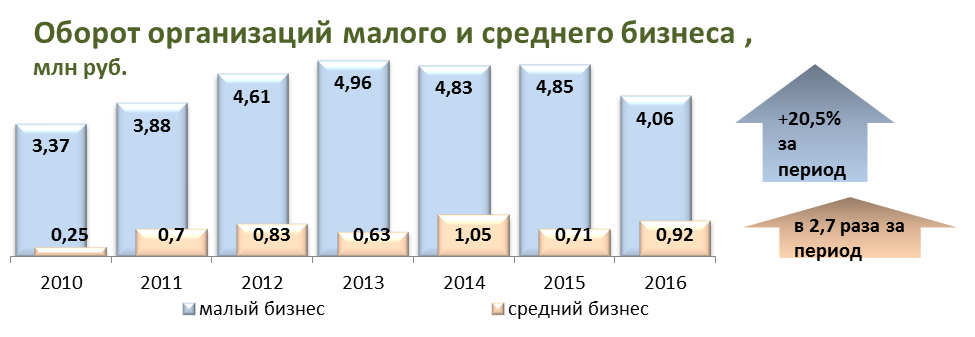 Оборот организаций малого и среднего бизнеса ,
млн руб.
4,96
4,83
4,85
4,61
3,88
4,06
3,37
+20,5%
за
период
0,25
0,7
0,83
0,63
1,05
0,71
0,92
в 2,7 раза за
период
2010
2011
2012
2013
2014
2015
2016
малый бизнес
средний бизнес